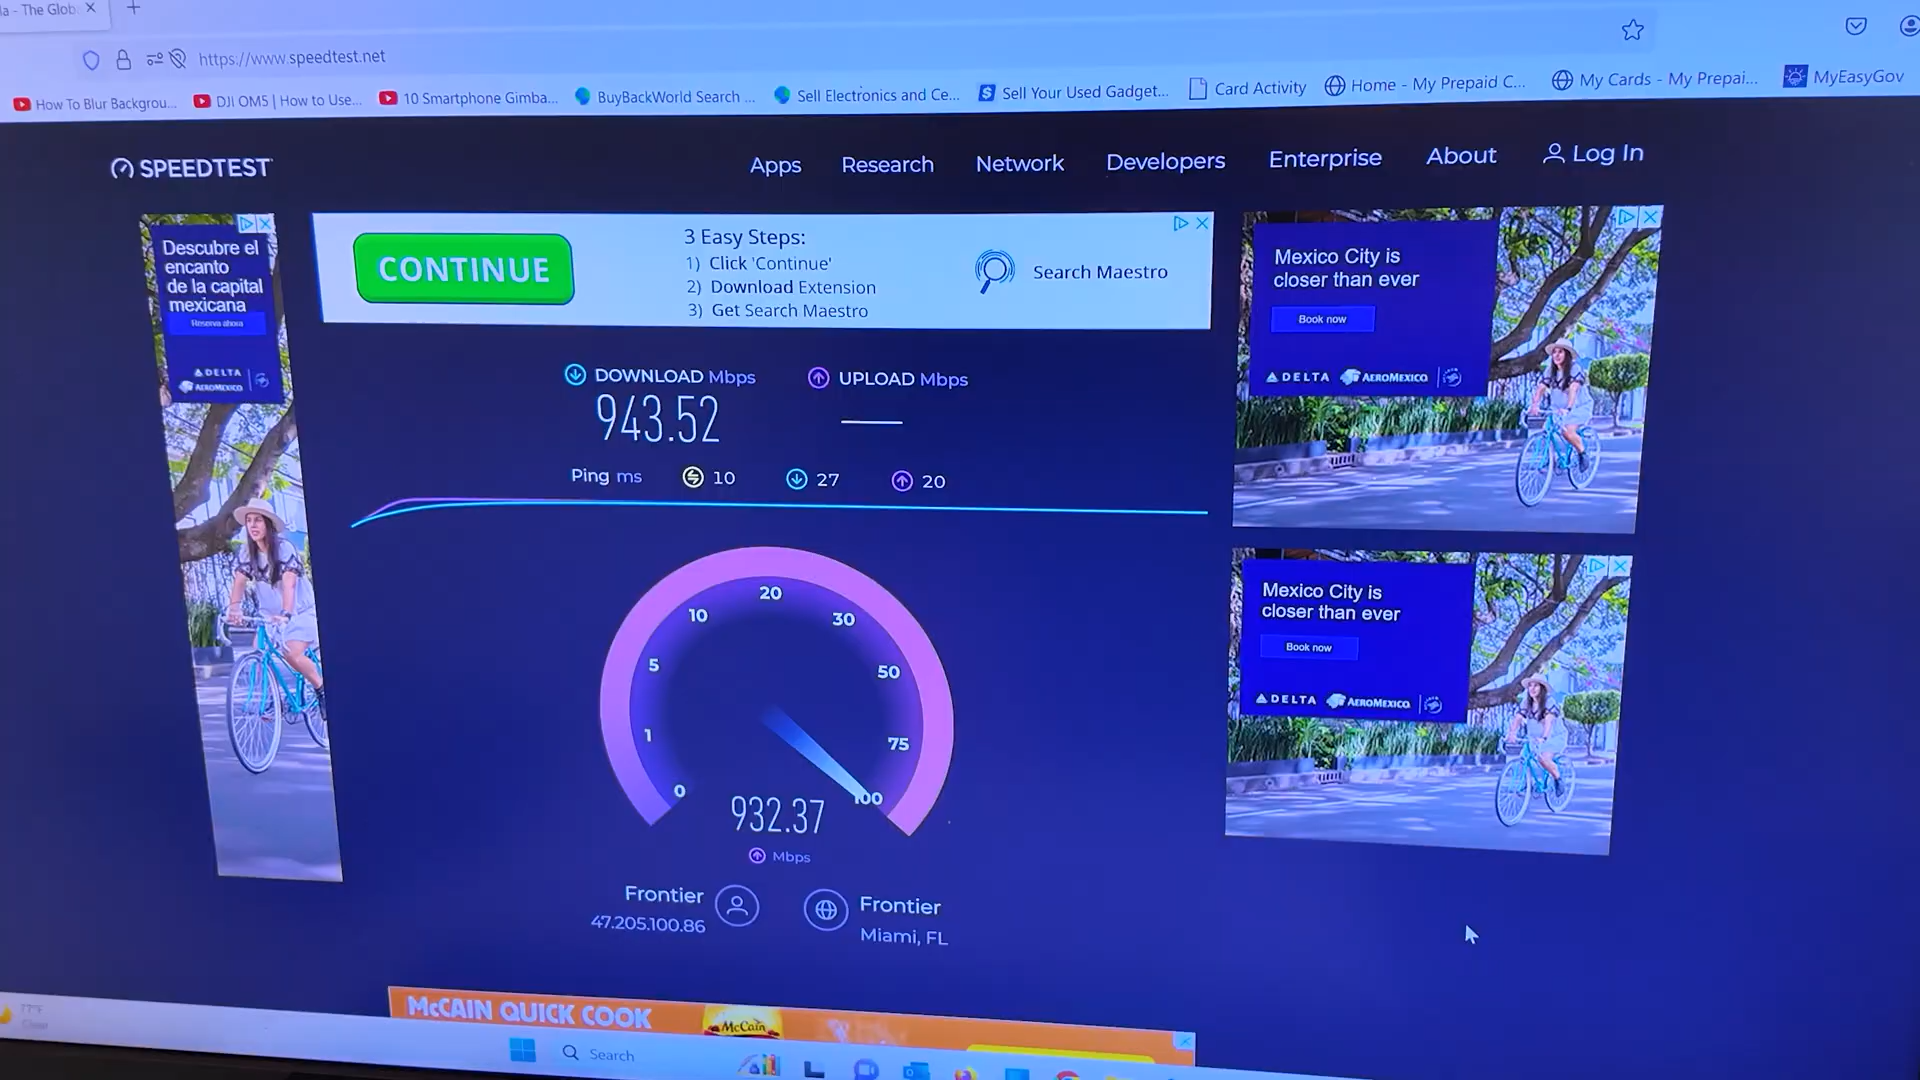 la - The Glob
https://www.speedtest.net
How To Blur Backgrou...
DJI OM5 | How to Use...
10 Smartphone Gimba...
BuyBackWorld Search ...
Sell Electronics and Ce...
Sell Your Used Gadget...
Card Activity
Home - My Prepaid C...
My Cards - My Prepai...
MyEasyGov
SPEEDTEST
Apps
Research
Network
Developers
Enterprise
About
Log In
Descubre el
encanto
de la capital
mexicana
Reserva ahora
DELTA
AEROMEXICO
CONTINUE
3 Easy Steps:
1) Click 'Continue'
2) Download Extension
3) Get Search Maestro
Search Maestro
Mexico City is
closer than ever
Book now
DELTA AEROMEXICO
DOWNLOAD Mbps
943.52
UPLOAD Mbps
Ping ms 10 27 20
0
1
5
10
20
30
50
75
100
932.37
Mbps
Frontier
47.205.100.86
Frontier
Miami, FL
Mexico City is
closer than ever
Book now
DELTA AEROMEXICO
McCAIN QUICK COOK
McCain
77°F
Clear
Search